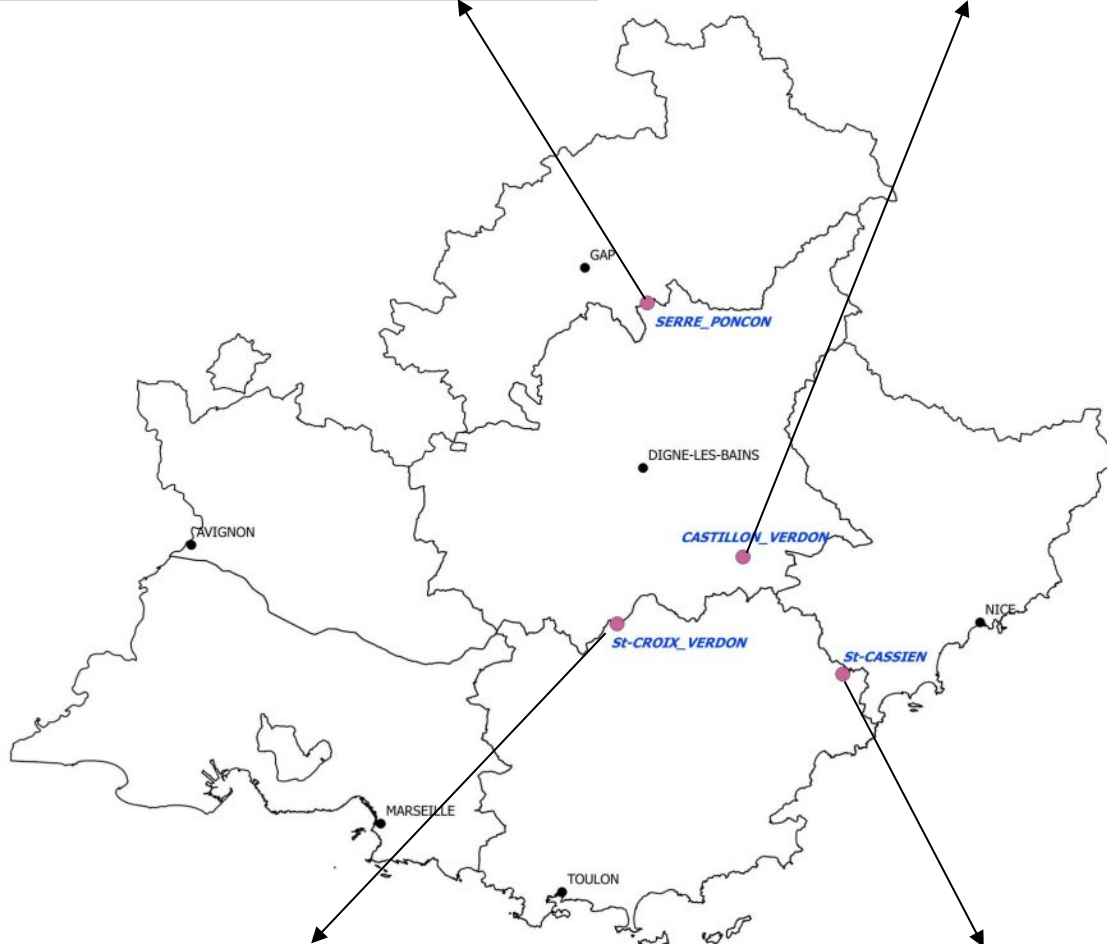 GAP
SERRE_PONCON
DIGNE-LES-BAINS
AVIGNON
CASTILLON_VERDON
NICE
St-CROIX_VERDON
St-CASSIEN
MARSEILLE
TOULON